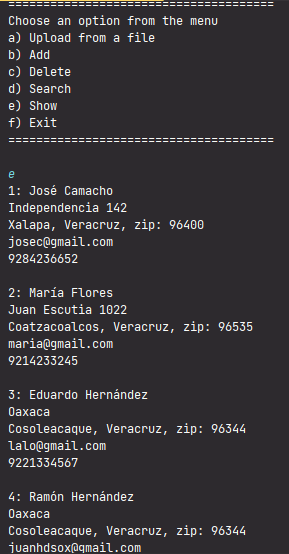 ======================================
Choose an option from the menu
a) Upload from a file
b) Add
c) Delete
d) Search
e) Show
f) Exit
======================================
e
1: José Camacho
Independencia 142
Xalapa, Veracruz, zip: 96400
josec@gmail.com
9284236652
2: María Flores
Juan Escutia 1022
Coatzacoalcos, Veracruz, zip: 96535
maria@gmail.com
9214233245
3: Eduardo Hernández
Oaxaca
Cosoleacaque, Veracruz, zip: 96344
lalo@gmail.com
9221334567
4: Ramón Hernández
Oaxaca
Cosoleacaque, Veracruz, zip: 96344
juanhdsox@gmail.com